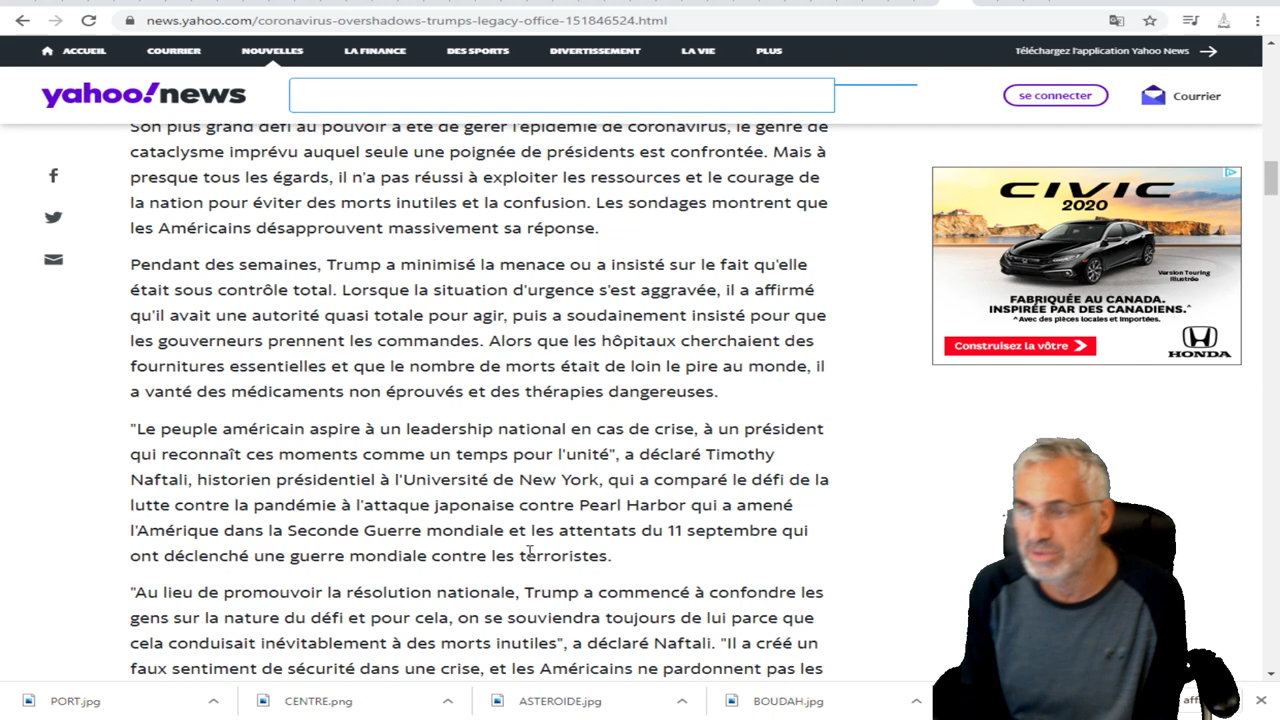 news.yahoo.com/coronavirus-overshadows-trumps-legacy-office-151846524.html
ACCUEIL COURRIER NOUVELLES LA FINANCE DES SPORTS DIVERTISSEMENT LA VIE PLUS Téléchargez l'application Yahoo News
yahoo!news se connecter Courrier
Son plus grand défi au pouvoir a été de gérer l'épidémie de coronavirus, le genre de
cataclysme imprévu auquel seule une poignée de présidents est confrontée. Mais à
presque tous les égards, il n'a pas réussi à exploiter les ressources et le courage de
la nation pour éviter des morts inutiles et la confusion. Les sondages montrent que
les Américains désapprouvent massivement sa réponse.
Pendant des semaines, Trump a minimisé la menace ou a insisté sur le fait qu'elle
était sous contrôle total. Lorsque la situation d'urgence s'est aggravée, il a affirmé
qu'il avait une autorité quasi totale pour agir, puis a soudainement insisté pour que
les gouverneurs prennent les commandes. Alors que les hôpitaux cherchaient des
fournitures essentielles et que le nombre de morts était de loin le pire au monde, il
a vanté des médicaments non éprouvés et des thérapies dangereuses.
"Le peuple américain aspire à un leadership national en cas de crise, à un président
qui reconnaît ces moments comme un temps pour l'unité", a déclaré Timothy
Naftali, historien présidentiel à l'Université de New York, qui a comparé le défi de la
lutte contre la pandémie à l'attaque japonaise contre Pearl Harbor qui a amené
l'Amérique dans la Seconde Guerre mondiale et les attentats du 11 septembre qui
ont déclenché une guerre mondiale contre les terroristes.
"Au lieu de promouvoir la résolution nationale, Trump a commencé à confondre les
gens sur la nature du défi et pour cela, on se souviendra toujours de lui parce que
cela conduisait inévitablement à des morts inutiles", a déclaré Naftali. "Il a créé un
faux sentiment de sécurité dans une crise, et les Américains ne pardonnent pas les
CIVIC
2020
Version Touring
illustrée
FABRIQUÉE AU CANADA.
INSPIRÉE PAR DES CANADIENS.^
^Avec des pièces locales et importées.
Construisez la vôtre
HONDA
PORT.jpg CENTRE.png ASTEROIDE.jpg BOUDAH.jpg